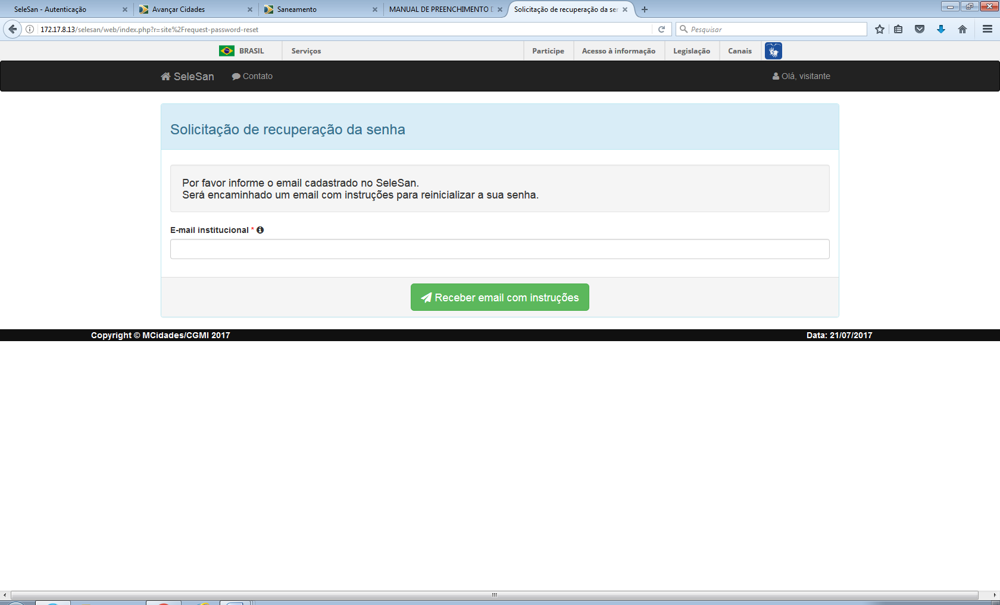 SeleSan - Autenticação
Avançar Cidades
Saneamento
MANUAL DE PREENCHIMENTO
Solicitação de recuperação da se
172.17.8.13/selesan/web/index.php?r=site%2Frequest-password-reset
Pesquisar
BRASIL
Serviços
Participe
Acesso à informação
Legislação
Canais
SeleSan
Contato
Olá, visitante
Solicitação de recuperação da senha
Por favor informe o email cadastrado no SeleSan.
Será encaminhado um email com instruções para reinicializar a sua senha.
E-mail institucional *
Receber email com instruções
Copyright © MCidades/CGMI 2017
Data: 21/07/2017